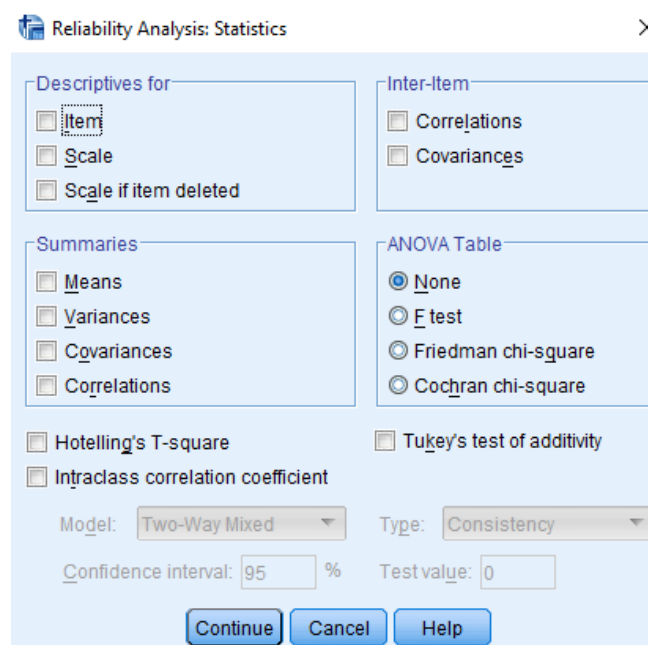 Reliability Analysis: Statistics
Descriptives for
Item
Scale
Scale if item deleted
Inter-Item
Correlations
Covariances
Summaries
Means
Variances
Covariances
Correlations
ANOVA Table
None
F test
Friedman chi-square
Cochran chi-square
Hotelling's T-square
Tukey's test of additivity
Intraclass correlation coefficient
Model: Two-Way Mixed Type: Consistency
Confidence interval: 95 % Test value: 0
Continue Cancel Help